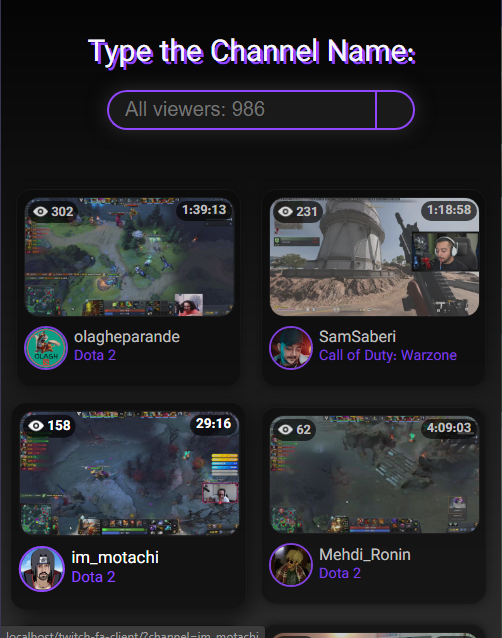 Type the Channel Name:
All viewers: 986
302
1:39:13
231
1:18:58
OLAGH
olagheparande
Dota 2
SamSaberi
Call of Duty: Warzone
158
29:16
62
4:09:03
im_motachi
Dota 2
Mehdi_Ronin
Dota 2
localhost/twitch-fa-client/?channel=im_motachi